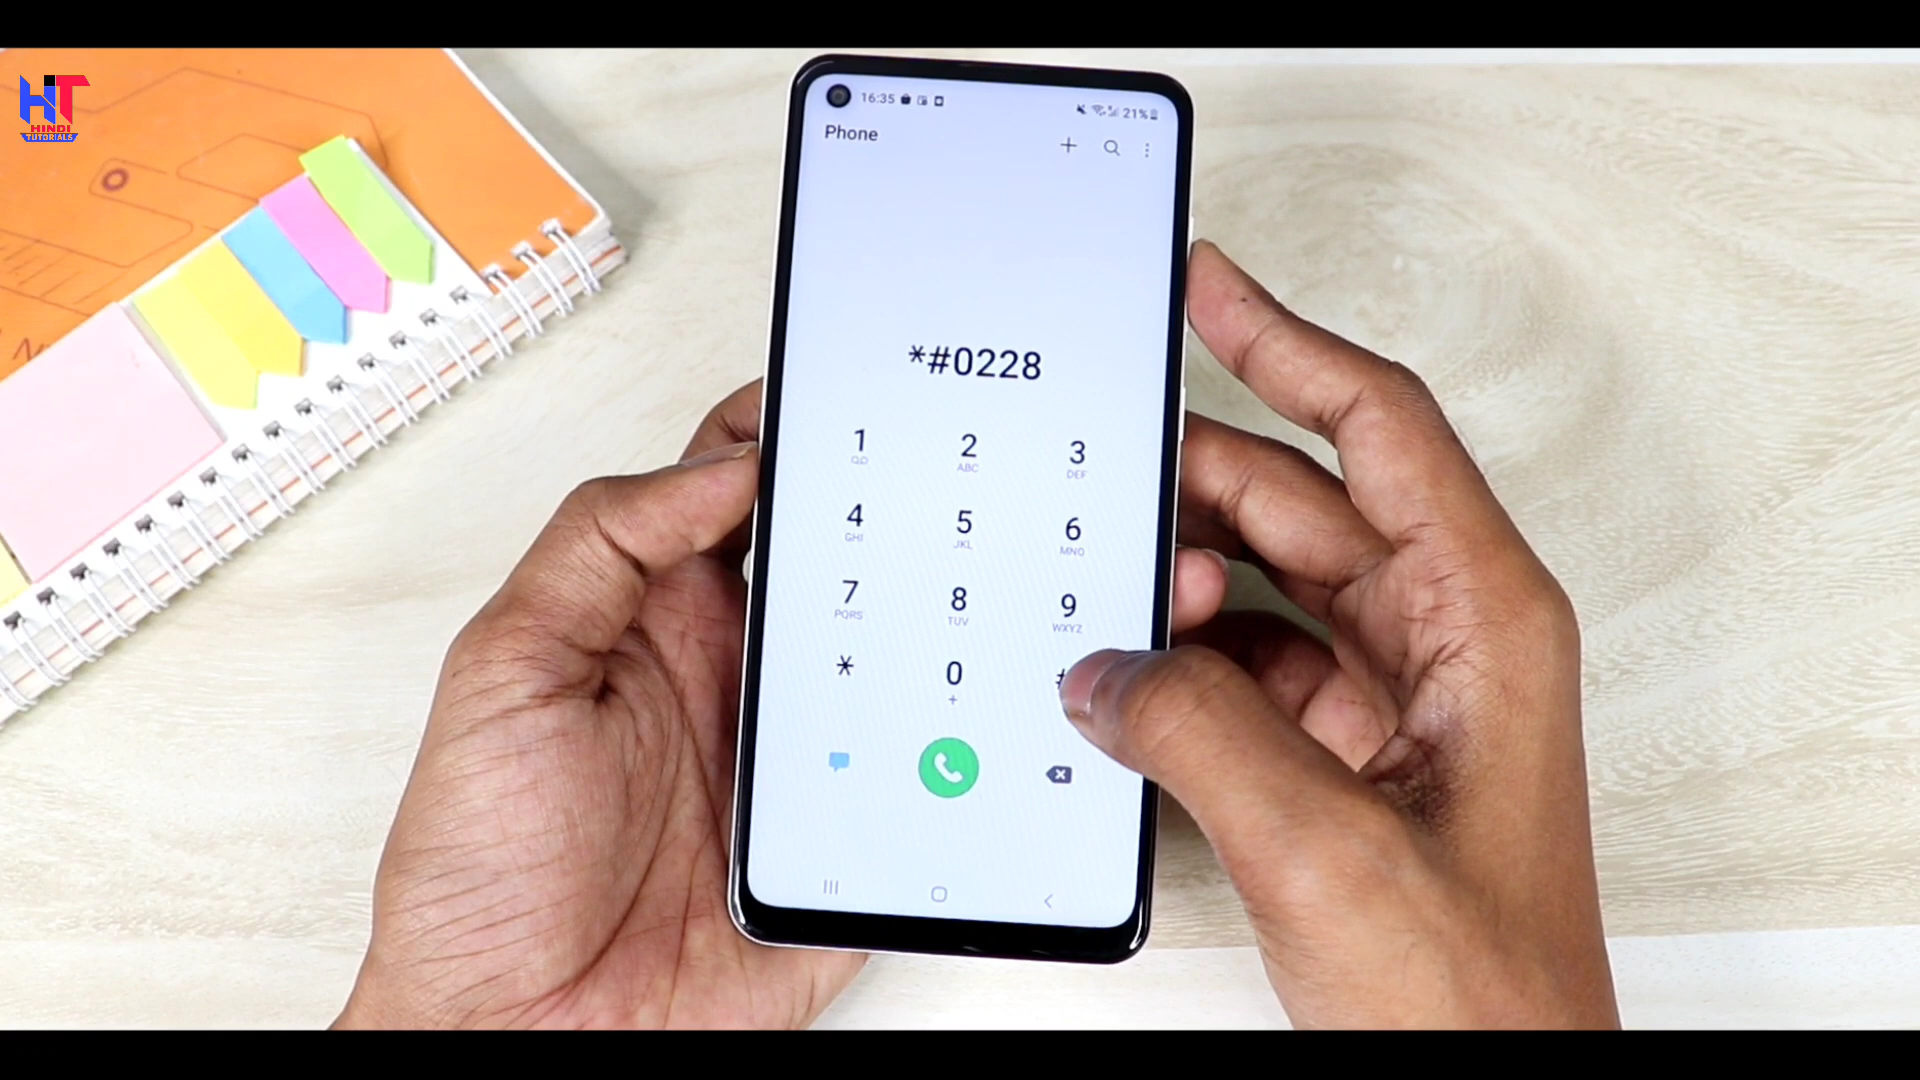 HT
HINDI
TUTORIALS
16:35
21%
Phone
*#0228
1
2 ABC
3 DEF
4 GHI
5 JKL
6 MNO
7 PQRS
8 TUV
9 WXYZ
*
0 +
#